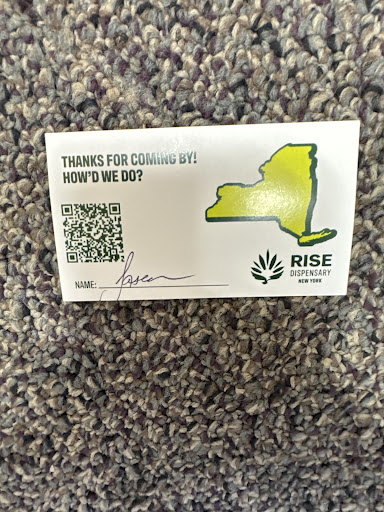 THANKS FOR COMING BY!
HOW'D WE DO?
NAME:
RISE
DISPENSARY
NEW YORK